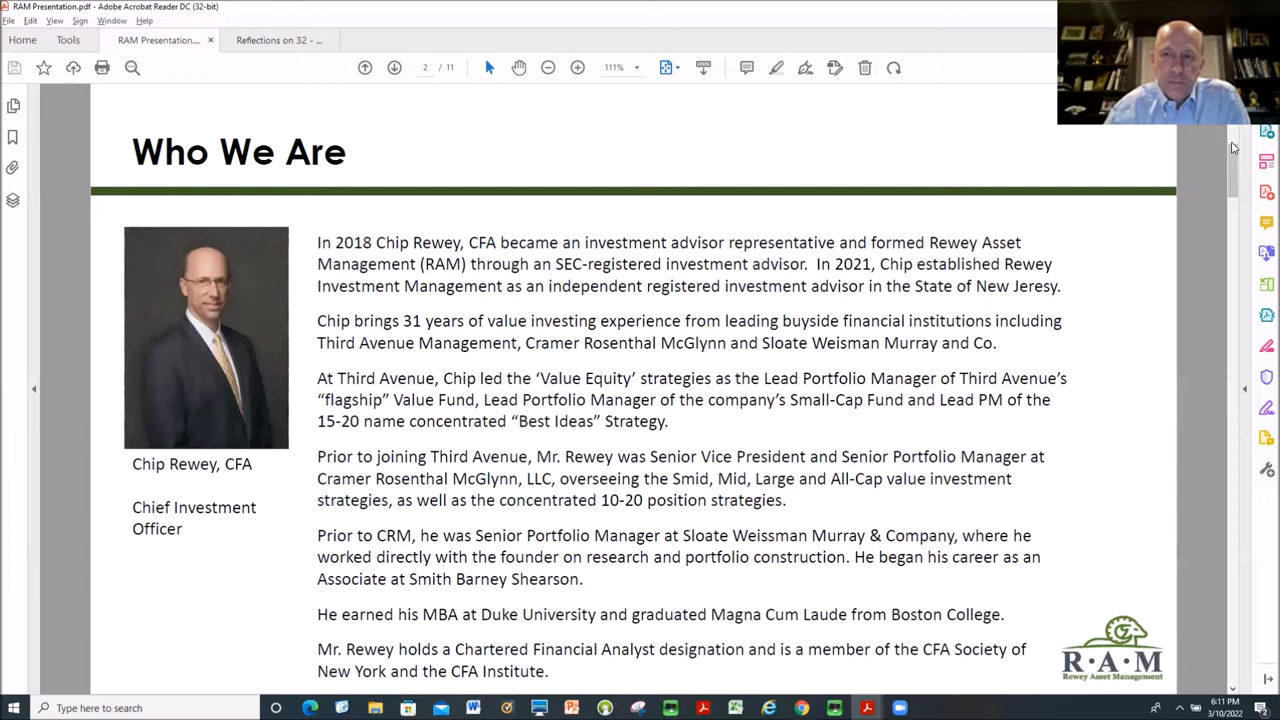 RAM Presentation.pdf - Adobe Acrobat Reader DC (32-bit)
File Edit View Sign Window Help
Home Tools RAM Presentation.... × Reflections on 32 - ...
2 / 11 111%
Who We Are
In 2018 Chip Rewey, CFA became an investment advisor representative and formed Rewey Asset
Management (RAM) through an SEC-registered investment advisor. In 2021, Chip established Rewey
Investment Management as an independent registered investment advisor in the State of New Jeresy.
Chip brings 31 years of value investing experience from leading buyside financial institutions including
Third Avenue Management, Cramer Rosenthal McGlynn and Sloate Weisman Murray and Co.
At Third Avenue, Chip led the ‘Value Equity’ strategies as the Lead Portfolio Manager of Third Avenue’s
“flagship” Value Fund, Lead Portfolio Manager of the company’s Small-Cap Fund and Lead PM of the
15-20 name concentrated “Best Ideas” Strategy.
Prior to joining Third Avenue, Mr. Rewey was Senior Vice President and Senior Portfolio Manager at
Cramer Rosenthal McGlynn, LLC, overseeing the Smid, Mid, Large and All-Cap value investment
strategies, as well as the concentrated 10-20 position strategies.
Prior to CRM, he was Senior Portfolio Manager at Sloate Weissman Murray & Company, where he
worked directly with the founder on research and portfolio construction. He began his career as an
Associate at Smith Barney Shearson.
He earned his MBA at Duke University and graduated Magna Cum Laude from Boston College.
Mr. Rewey holds a Chartered Financial Analyst designation and is a member of the CFA Society of
New York and the CFA Institute.
Chip Rewey, CFA
Chief Investment
Officer
R·A·M
Rewey Asset Management
Type here to search
6:11 PM
3/10/2022
2